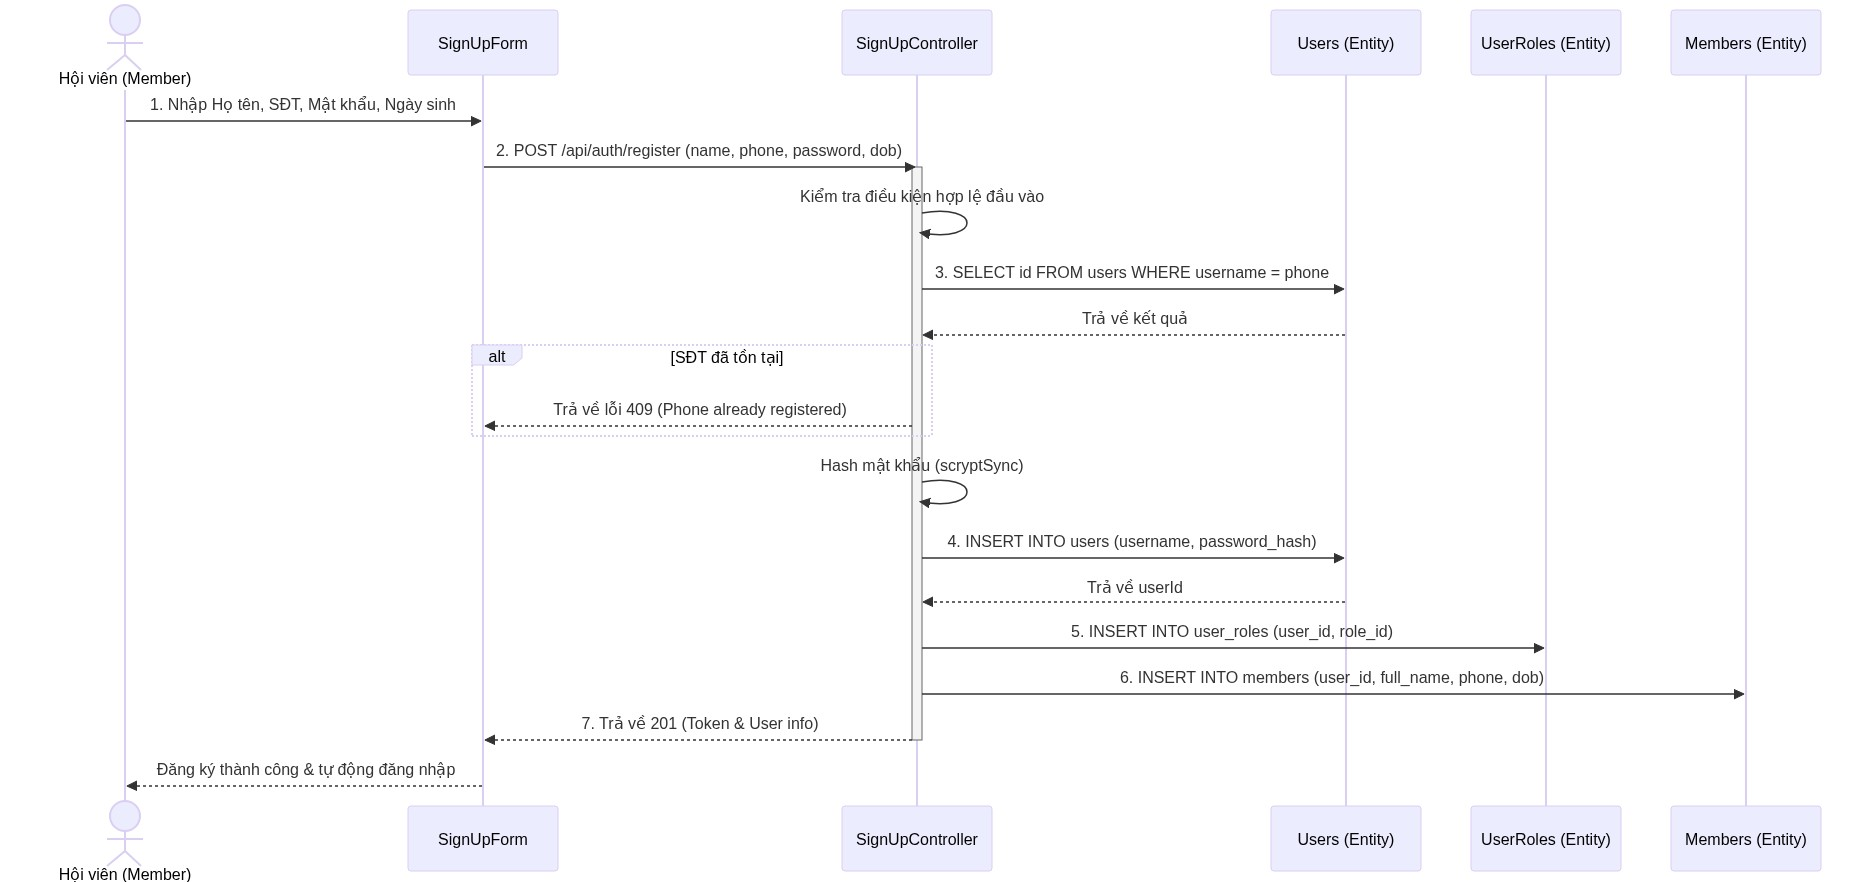 Hội viên (Member)
SignUpForm
SignUpController
Users (Entity)
UserRoles (Entity)
Members (Entity)
1. Nhập Họ tên, SĐT, Mật khẩu, Ngày sinh
2. POST /api/auth/register (name, phone, password, dob)
Kiểm tra điều kiện hợp lệ đầu vào
3. SELECT id FROM users WHERE username = phone
Trả về kết quả
alt
[SĐT đã tồn tại]
Trả về lỗi 409 (Phone already registered)
Hash mật khẩu (scryptSync)
4. INSERT INTO users (username, password_hash)
Trả về userId
5. INSERT INTO user_roles (user_id, role_id)
6. INSERT INTO members (user_id, full_name, phone, dob)
7. Trả về 201 (Token & User info)
Đăng ký thành công & tự động đăng nhập
Hội viên (Member)
SignUpForm
SignUpController
Users (Entity)
UserRoles (Entity)
Members (Entity)